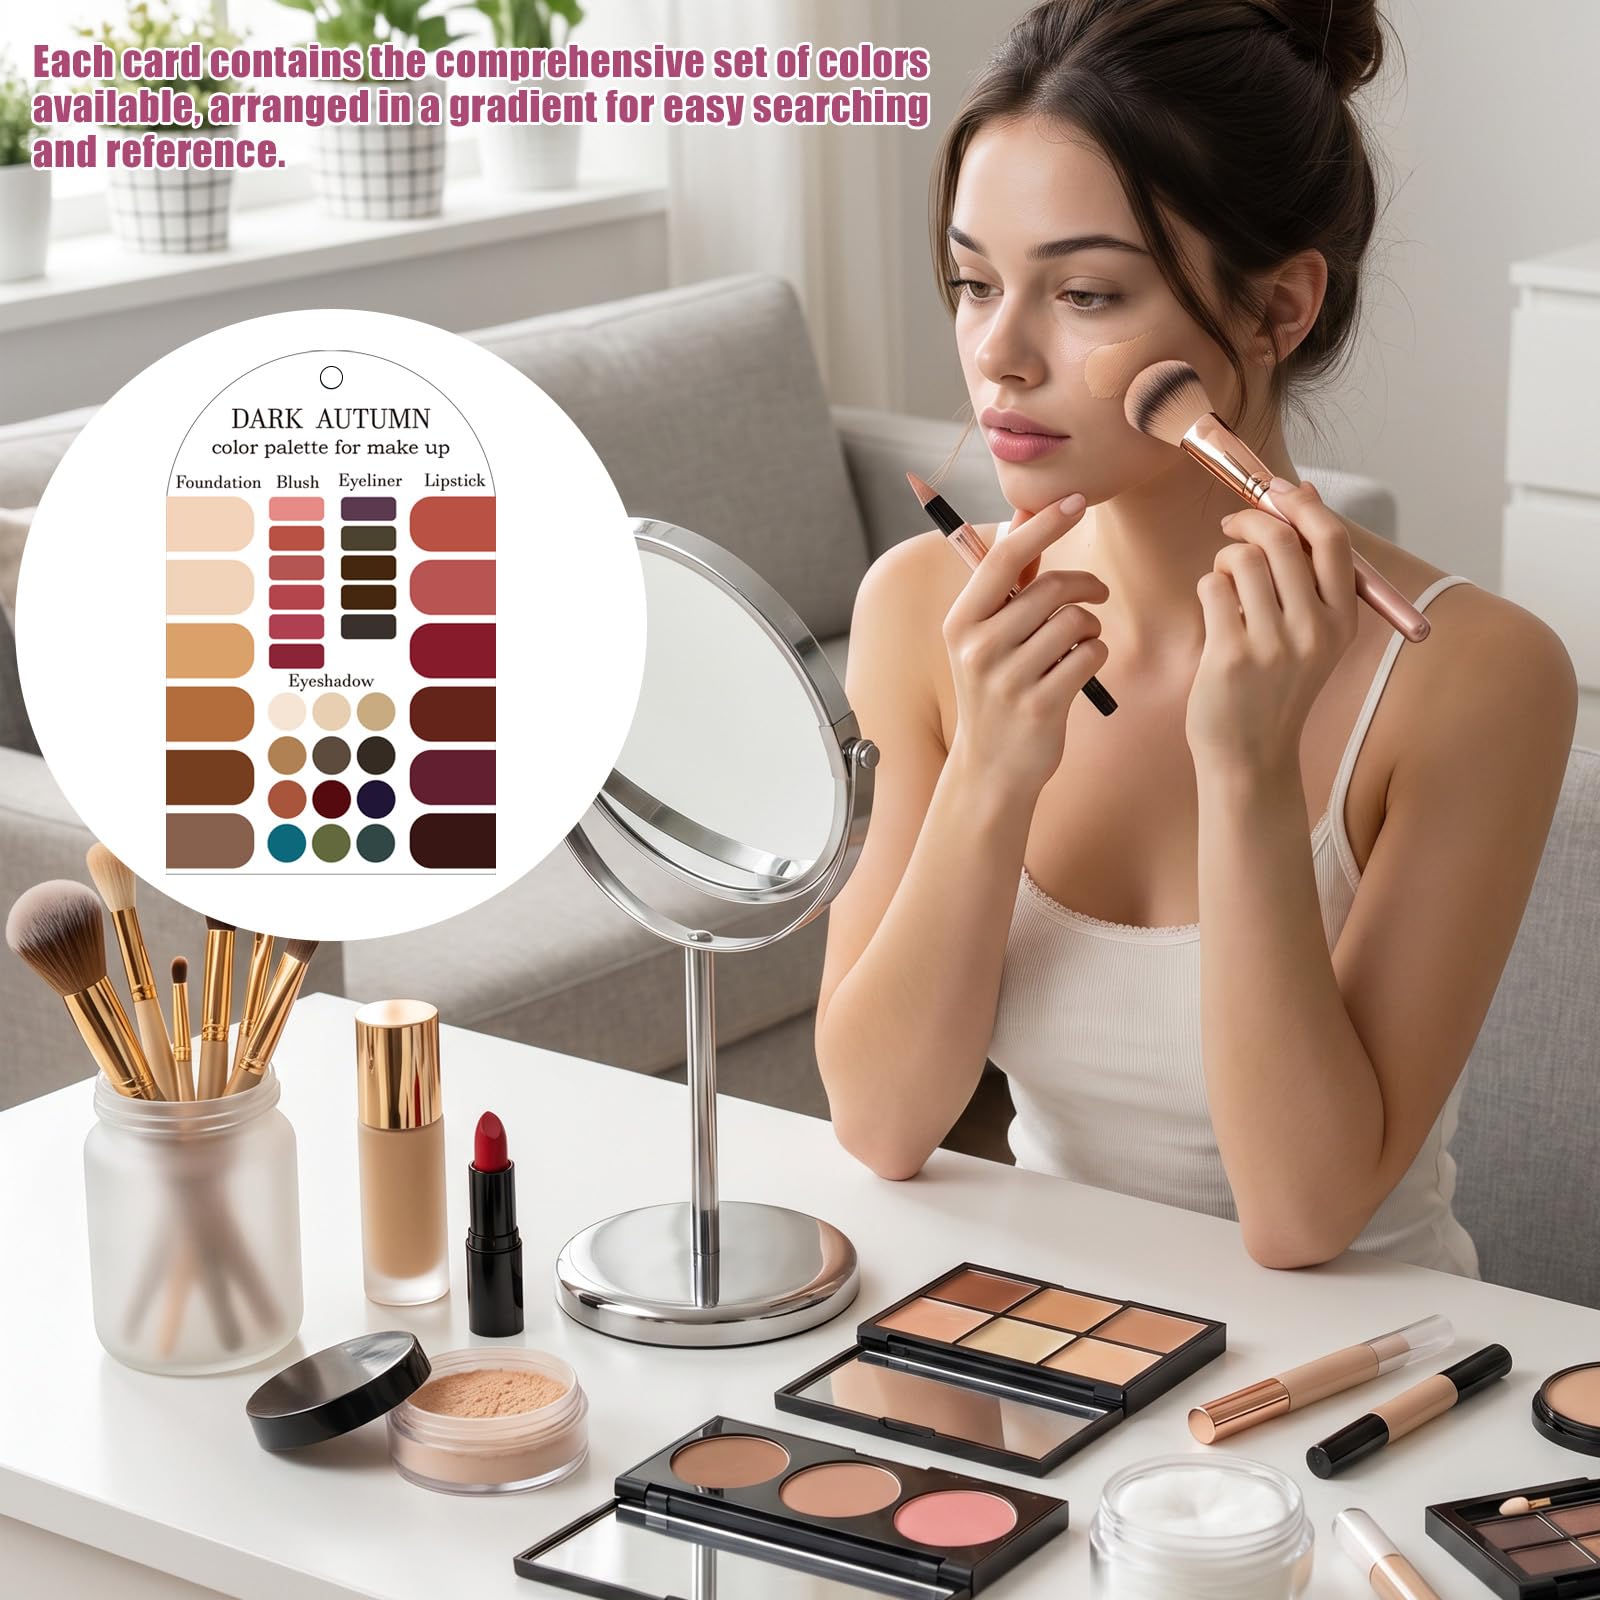 Each card contains the comprehensive set of colors
available, arranged in a gradient for easy searching
and reference.
DARK AUTUMN
color palette for make up
Foundation Blush Eyeliner Lipstick
Eyeshadow